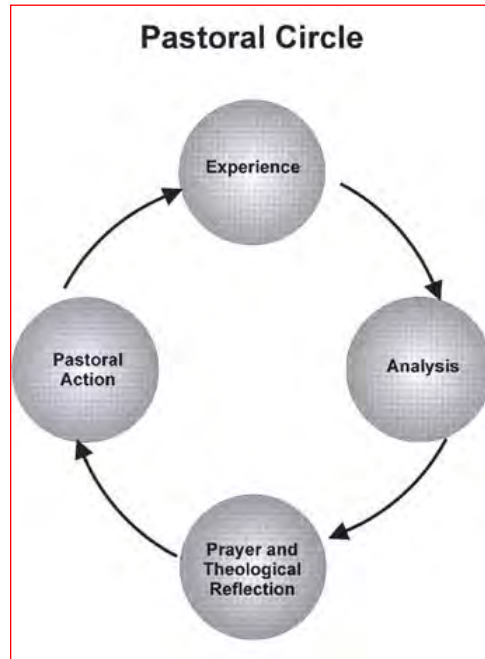 Pastoral Circle
Experience
Analysis
Prayer and
Theological
Reflection
Pastoral
Action